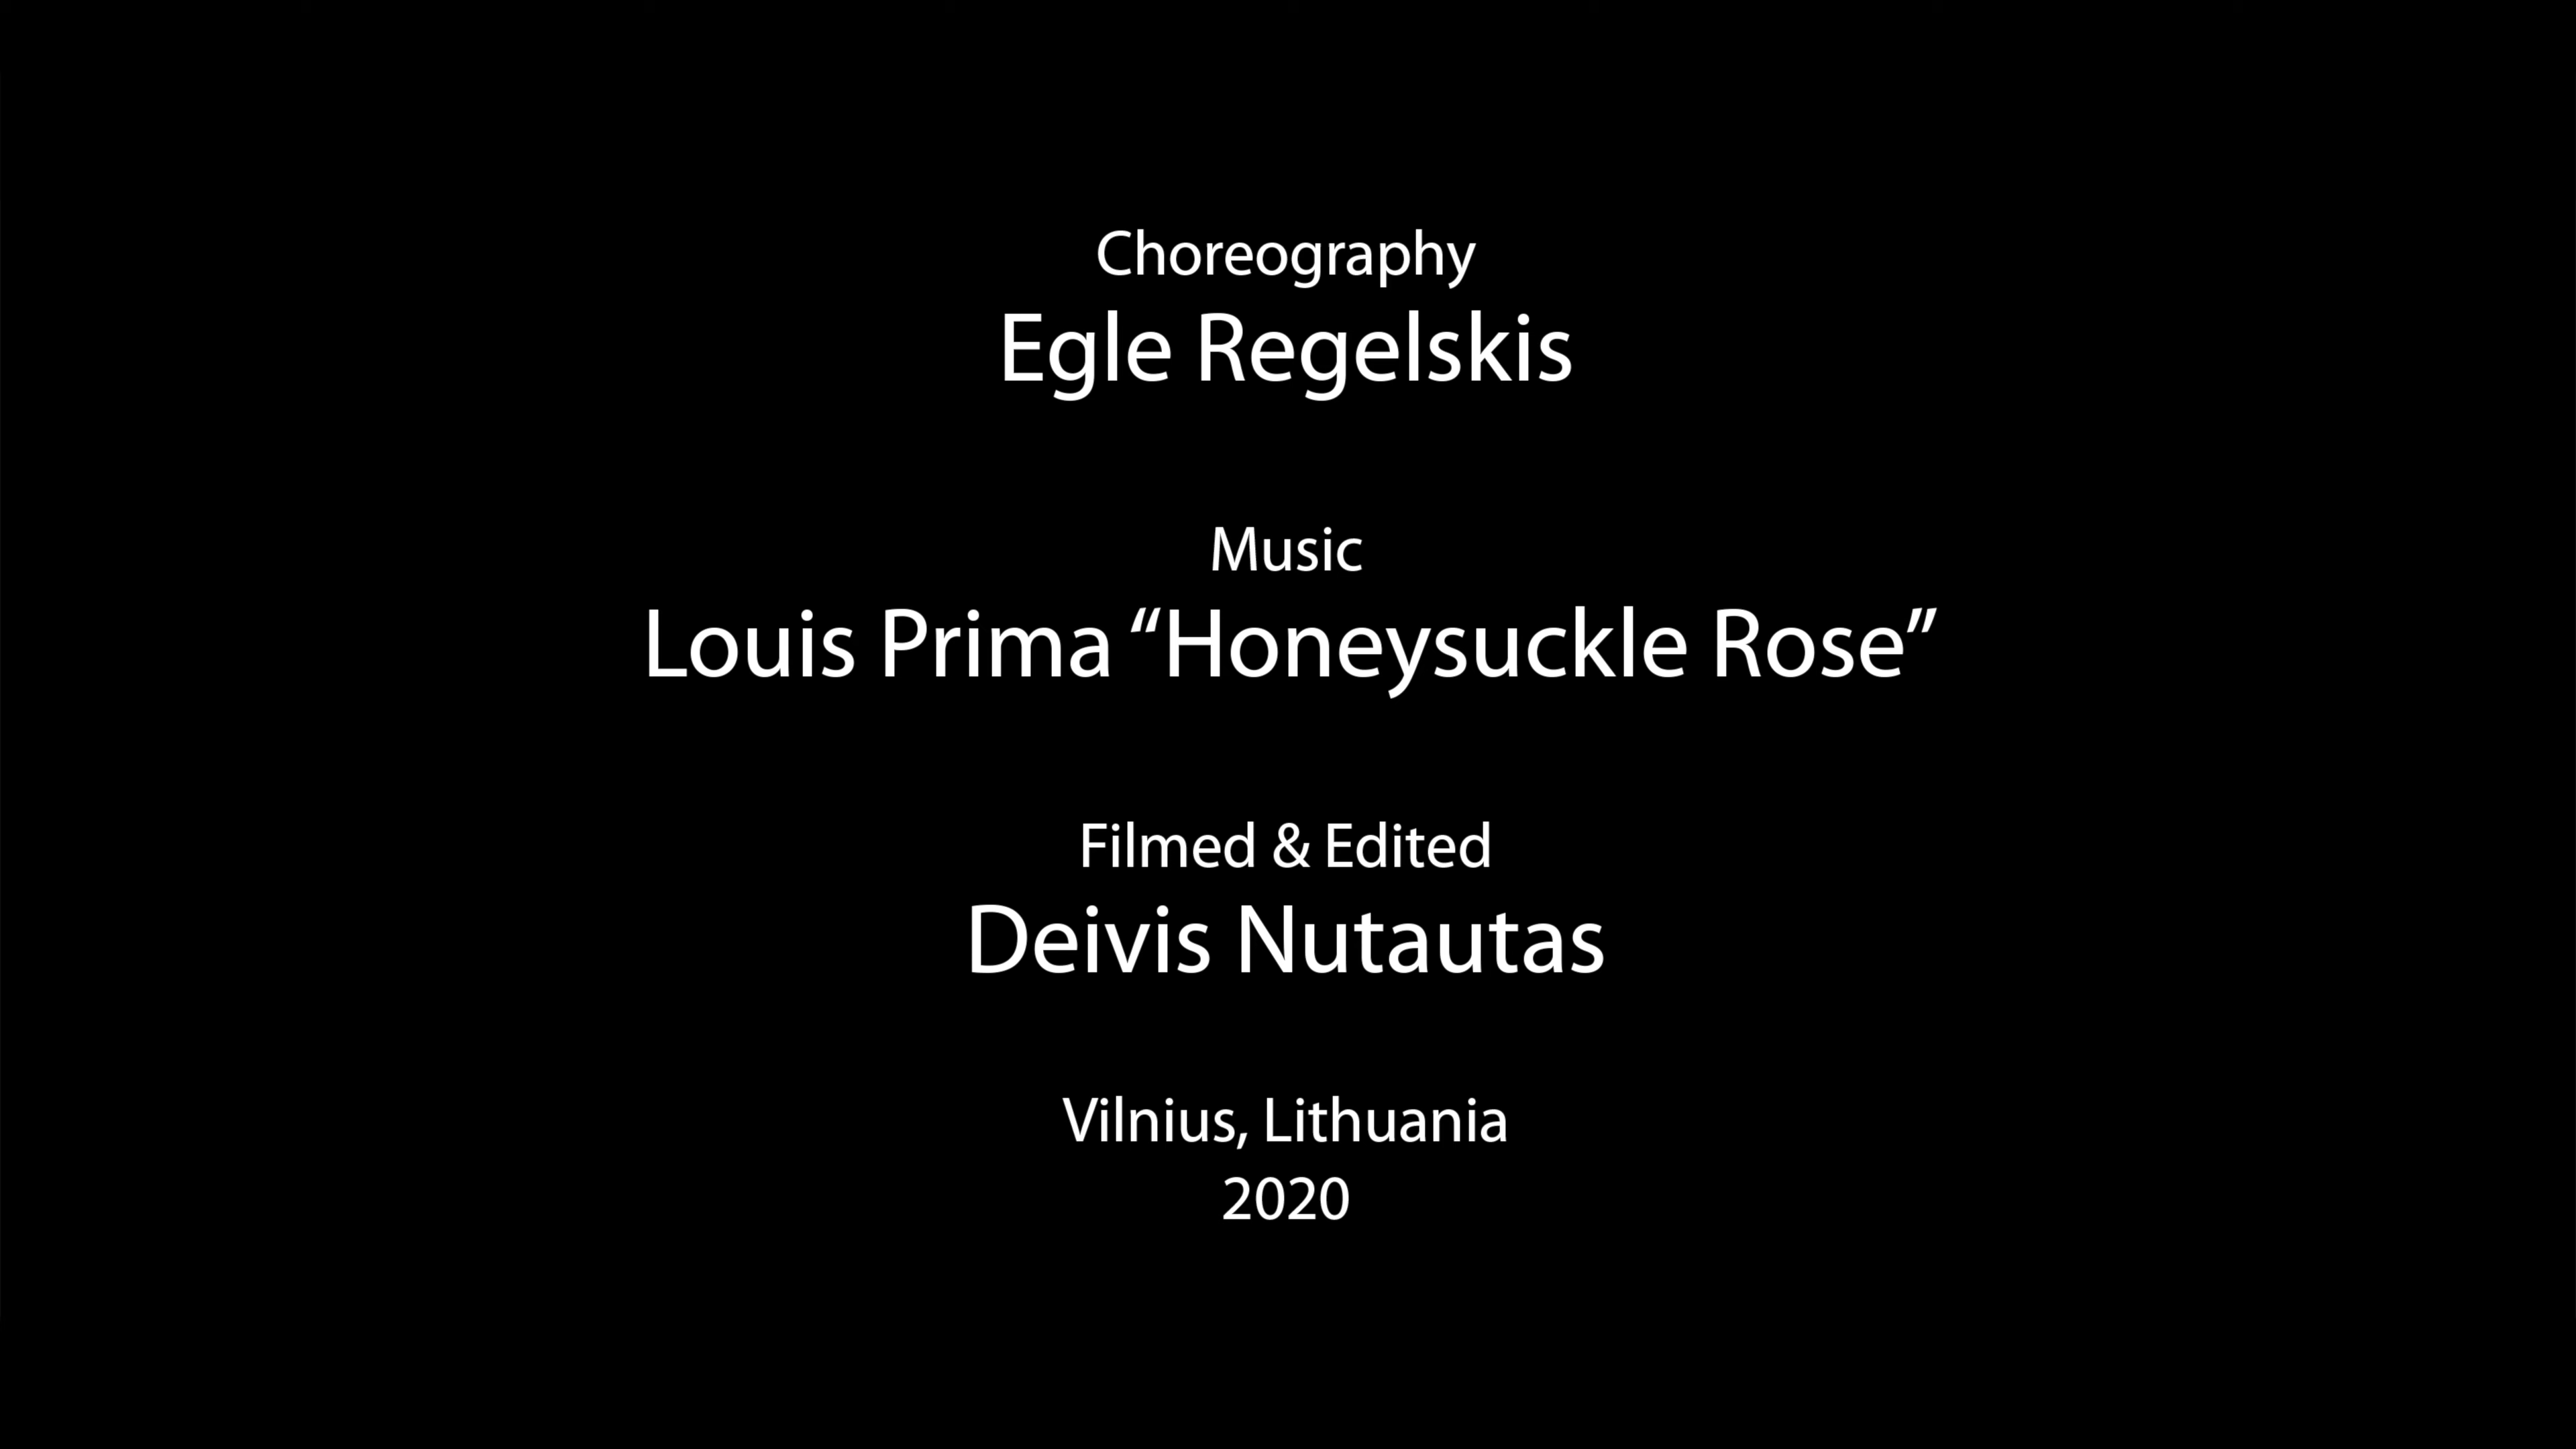 Choreography
Egle Regelskis
Music
Louis Prima “Honeysuckle Rose”
Filmed & Edited
Deivis Nutautas
Vilnius, Lithuania
2020